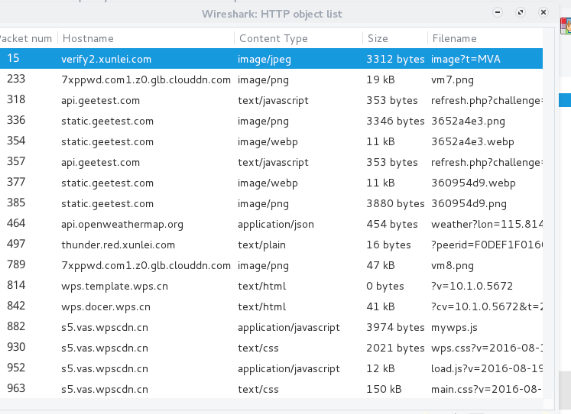 Wireshark: HTTP object list
Packet num Hostname Content Type Size Filename
15 verify2.xunlei.com image/jpeg 3312 bytes image?t=MVA
233 7xppwd.com1.z0.glb.clouddn.com image/png 19 kB vm7.png
318 api.geetest.com text/javascript 353 bytes refresh.php?challenge=
336 static.geetest.com image/png 3346 bytes 3652a4e3.png
354 static.geetest.com image/webp 11 kB 3652a4e3.webp
357 api.geetest.com text/javascript 353 bytes refresh.php?challenge=
377 static.geetest.com image/webp 11 kB 360954d9.webp
385 static.geetest.com image/png 3880 bytes 360954d9.png
464 api.openweathermap.org application/json 454 bytes weather?lon=115.814
497 thunder.red.xunlei.com text/plain 16 bytes ?peerid=F0DEF1F016
789 7xppwd.com1.z0.glb.clouddn.com image/png 47 kB vm8.png
814 wps.template.wps.cn text/html 0 bytes ?v=10.1.0.5672
842 wps.docer.wps.cn text/html 41 kB ?cv=10.1.0.5672&t=2
882 s5.vas.wpscdn.cn application/javascript 3974 bytes mywps.js
930 s5.vas.wpscdn.cn text/css 2021 bytes wps.css?v=2016-08-1
952 s5.vas.wpscdn.cn application/javascript 12 kB load.js?v=2016-08-19
963 s5.vas.wpscdn.cn text/css 150 kB main.css?v=2016-08-